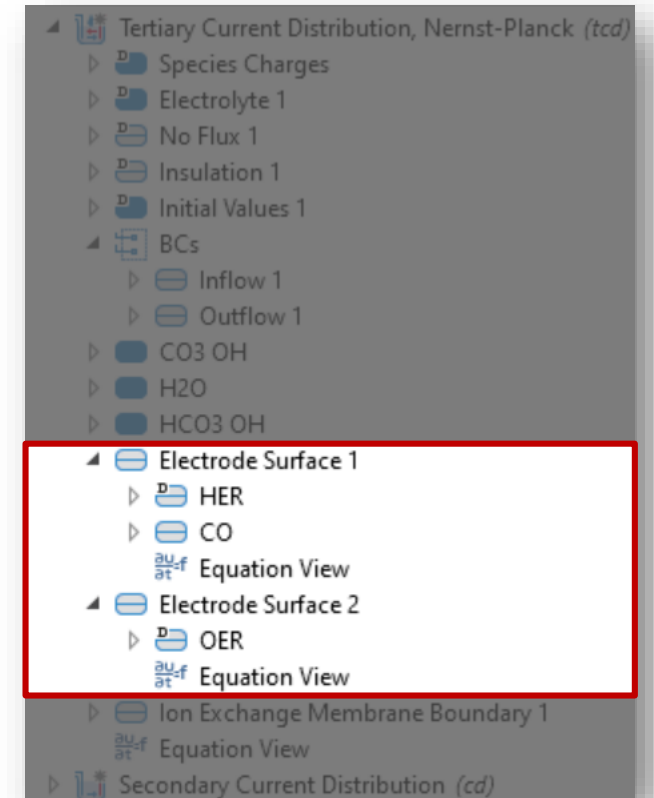 Tertiary Current Distribution, Nernst-Planck (tcd)
D Species Charges
Electrolyte 1
D No Flux 1
D Insulation 1
D Initial Values 1
BCs
Inflow 1
Outflow 1
CO3 OH
H2O
HCO3 OH
Electrode Surface 1
D HER
CO
∂u/∂t=f Equation View
Electrode Surface 2
D OER
∂u/∂t=f Equation View
Ion Exchange Membrane Boundary 1
∂u/∂t=f Equation View
Secondary Current Distribution (cd)